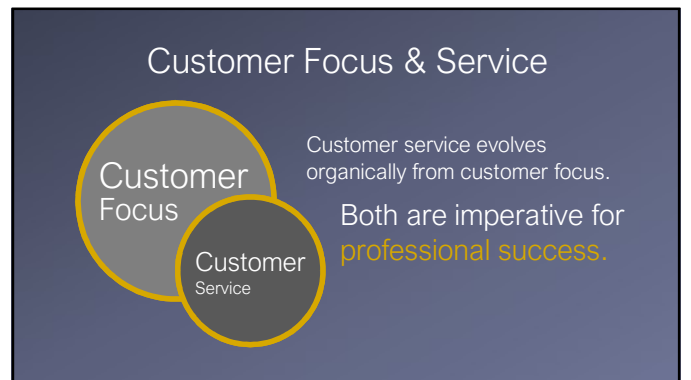 Customer Focus & Service
Customer
Focus
Customer
Service
Customer service evolves
organically from customer focus.
Both are imperative for
professional success.